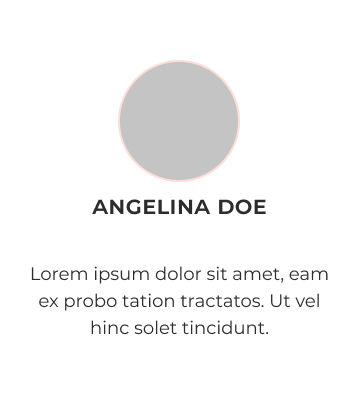 ANGELINA DOE
Lorem ipsum dolor sit amet, eam
ex probo tation tractatos. Ut vel
hinc solet tincidunt.